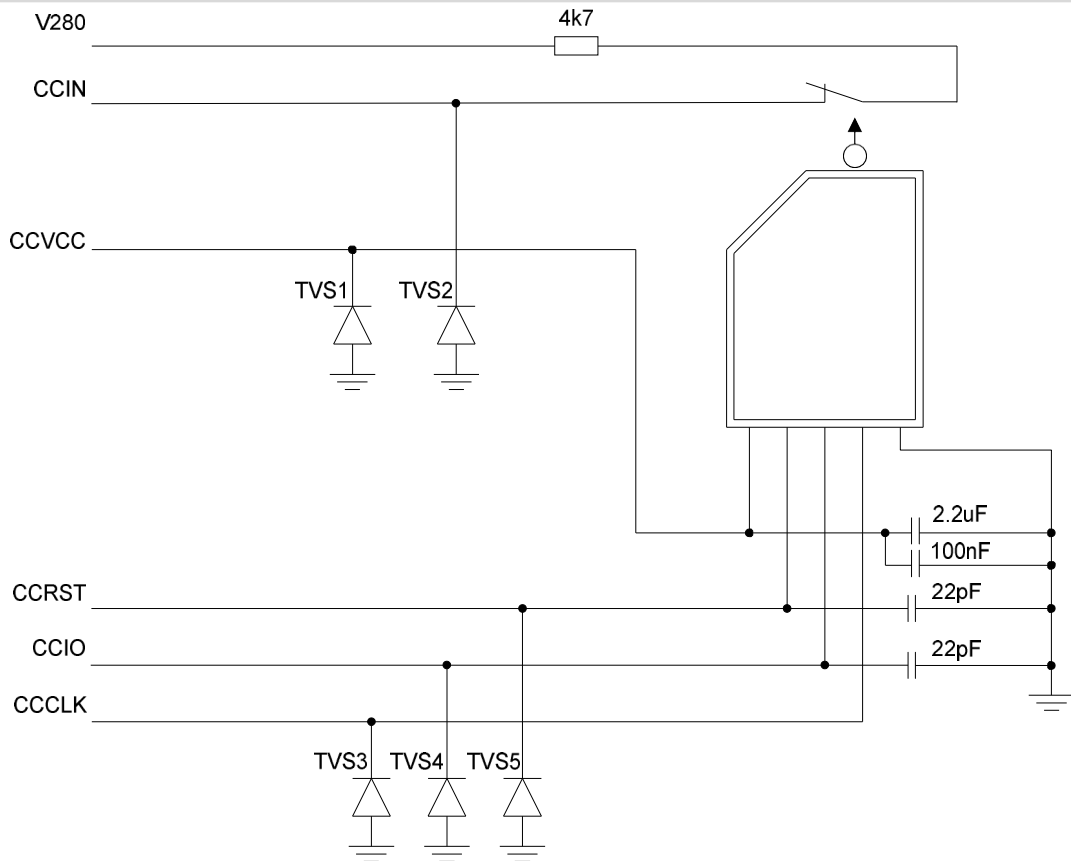 4k7
V280
CCIN
CCVCC
TVS1
TVS2
2.2uF
100nF
CCRST
22pF
CCIO
22pF
CCCLK
TVS3
TVS4
TVS5